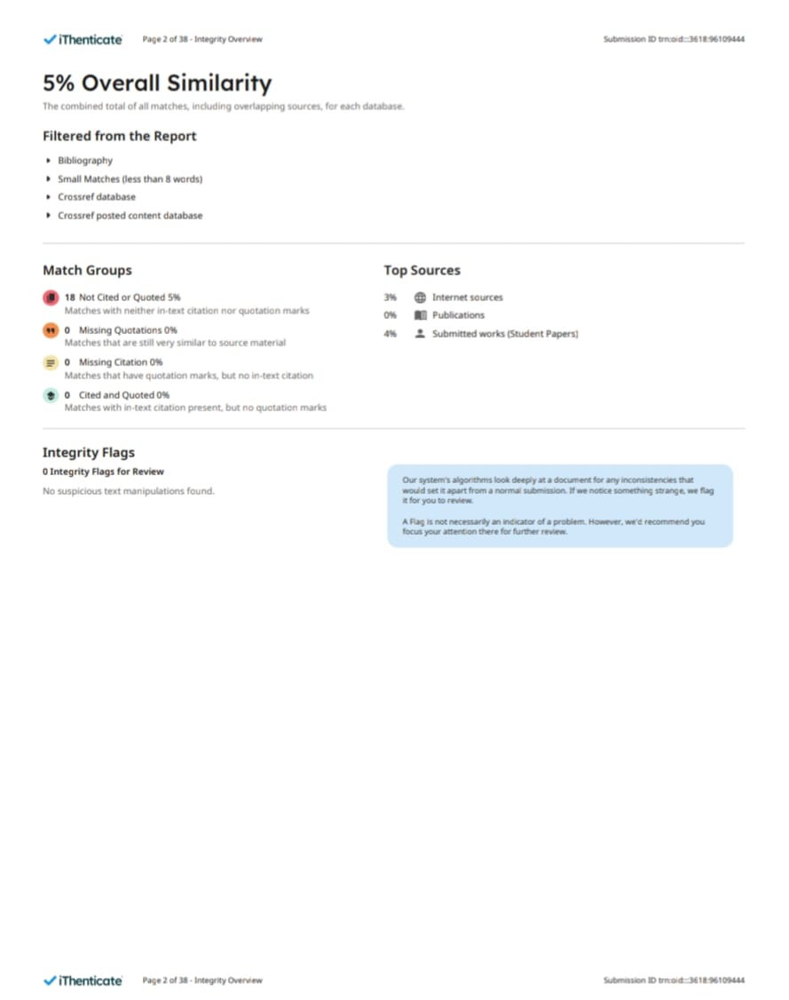 iThenticate Page 2 of 38 - Integrity Overview Submission ID trn:oid:::3618:96109444
5% Overall Similarity
The combined total of all matches, including overlapping sources, for each database.
Filtered from the Report
Bibliography
Small Matches (less than 8 words)
Crossref database
Crossref posted content database
Match Groups
18 Not Cited or Quoted 5%
Matches with neither in-text citation nor quotation marks
0 Missing Quotations 0%
Matches that are still very similar to source material
0 Missing Citation 0%
Matches that have quotation marks, but no in-text citation
0 Cited and Quoted 0%
Matches with in-text citation present, but no quotation marks
Top Sources
3% Internet sources
0% Publications
4% Submitted works (Student Papers)
Integrity Flags
0 Integrity Flags for Review
No suspicious text manipulations found.
Our system's algorithms look deeply at a document for any inconsistencies that
would set it apart from a normal submission. If we notice something strange, we flag
it for you to review.
A Flag is not necessarily an indicator of a problem. However, we'd recommend you
focus your attention there for further review.
iThenticate Page 2 of 38 - Integrity Overview Submission ID trn:oid:::3618:96109444